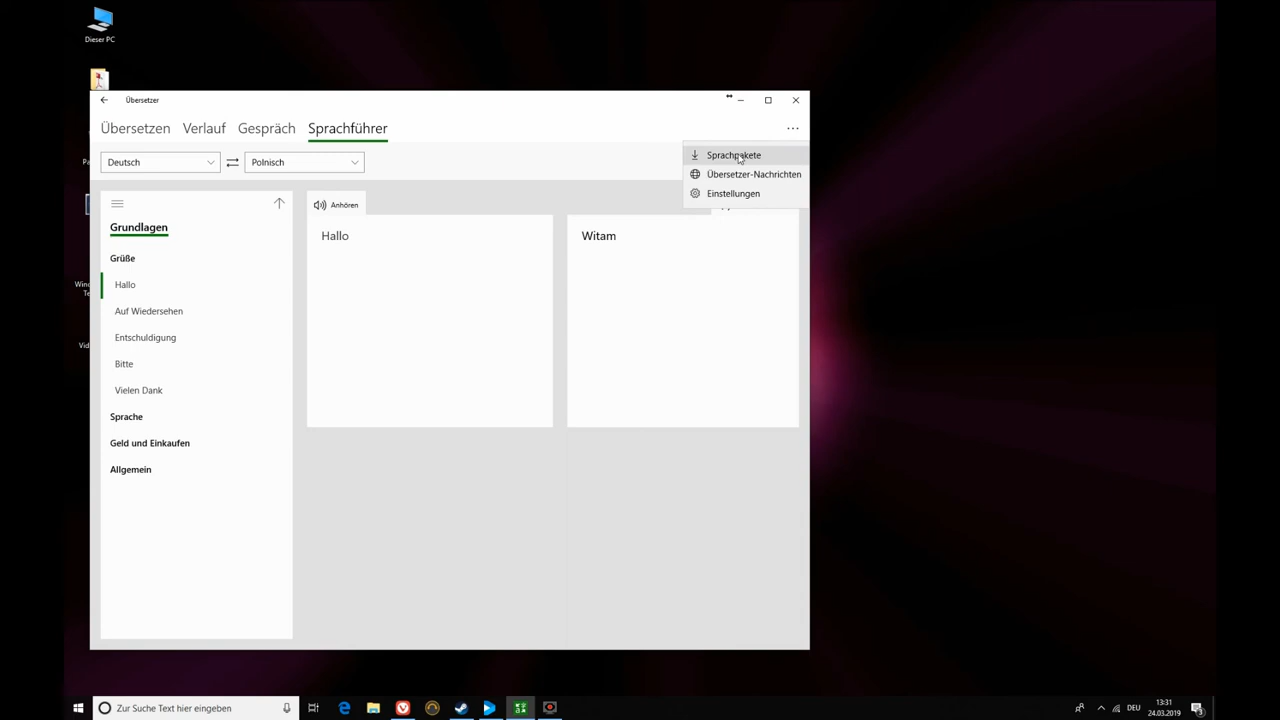 Dieser PC
Übersetzer
Übersetzen Verlauf Gespräch Sprachführer
Deutsch Polnisch
Sprachpakete
Übersetzer-Nachrichten
Einstellungen
Grundlagen
Grüße
Hallo
Auf Wiedersehen
Entschuldigung
Bitte
Vielen Dank
Sprache
Geld und Einkaufen
Allgemein
Anhören
Hallo
Witam
Zur Suche Text hier eingeben
DEU
13:31
24.03.2019